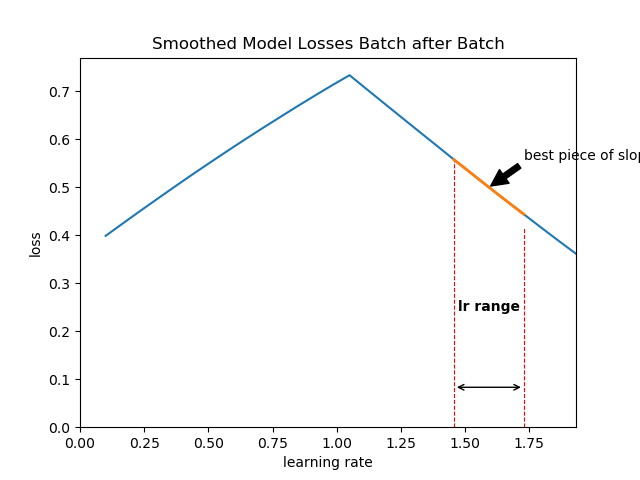 Smoothed Model Losses Batch after Batch
0.7
0.6
0.5
0.4
0.3
0.2
0.1
0.0
loss
best piece of slop
lr range
0.00 0.25 0.50 0.75 1.00 1.25 1.50 1.75
learning rate